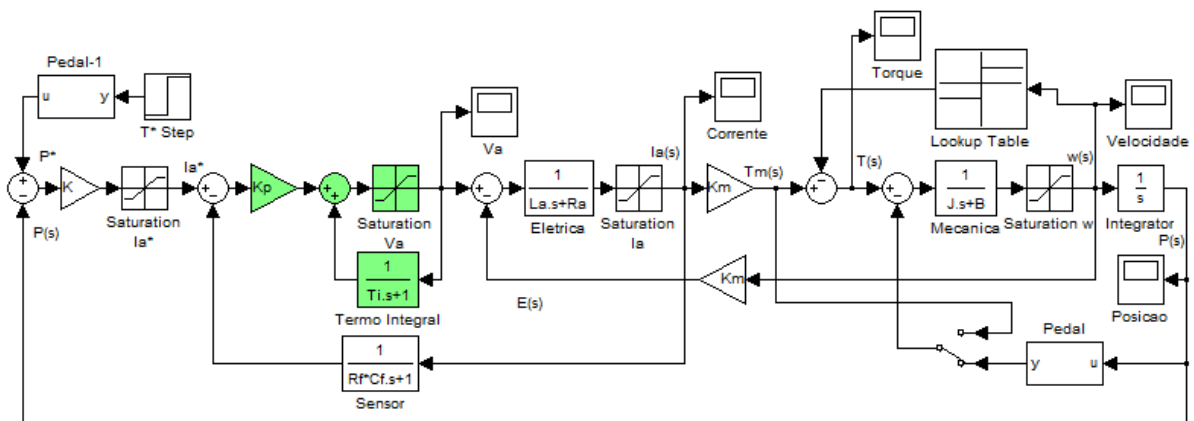 Pedal-1
u y
T* Step
P*
K
Saturation
Ia*
Ia*
P(s)
Kp
Va
Saturation
Va
1
Ti.s+1
Termo Integral
1
Rf*Cf.s+1
Sensor
1
La.s+Ra
Eletrica
E(s)
Saturation
Ia
Ia(s)
Corrente
Km
Tm(s)
Km
Torque
T(s)
Lookup Table
1
J.s+B
Mecanica
Saturation w
w(s)
Velocidade
1
s
Integrator
P(s)
Posicao
Pedal
y u